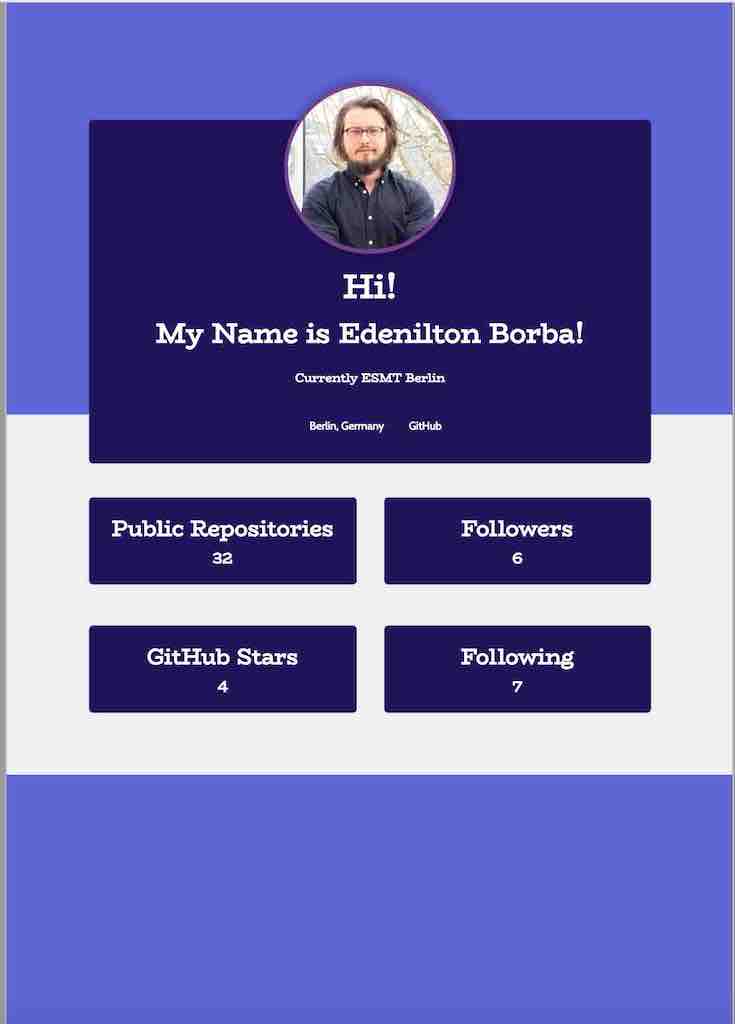 Hi!
My Name is Edenilton Borba!
Currently ESMT Berlin
Berlin, Germany GitHub
Public Repositories
32
Followers
6
GitHub Stars
4
Following
7